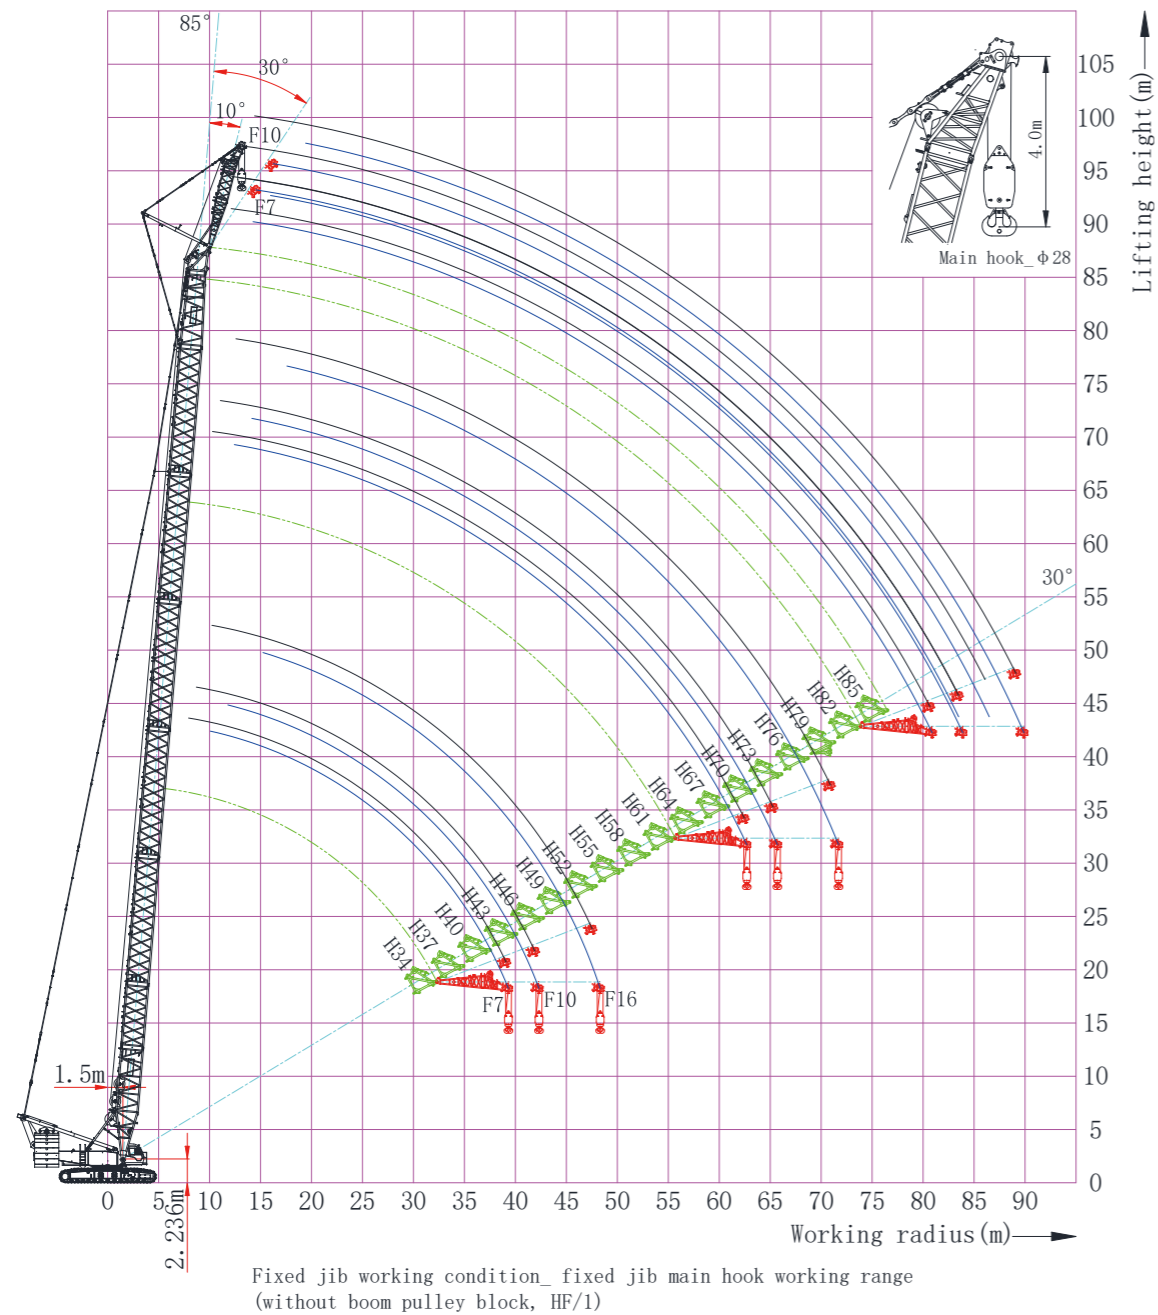 85°
30°
10°
F10
F7
4.0m
Main hook_Φ28
Lifting height(m)
105
100
95
90
85
80
75
70
65
60
55
50
45
40
35
30
25
20
15
10
5
0
30°
H85
H82
H79
H76
H73
H70
H67
H64
H61
H58
H55
H52
H49
H46
H43
H40
H37
H34
F7
F10
F16
1.5m
2.236m
0 5 10 15 20 25 30 35 40 45 50 55 60 65 70 75 80 85 90
Working radius(m)
Fixed jib working condition_ fixed jib main hook working range
(without boom pulley block, HF/1)